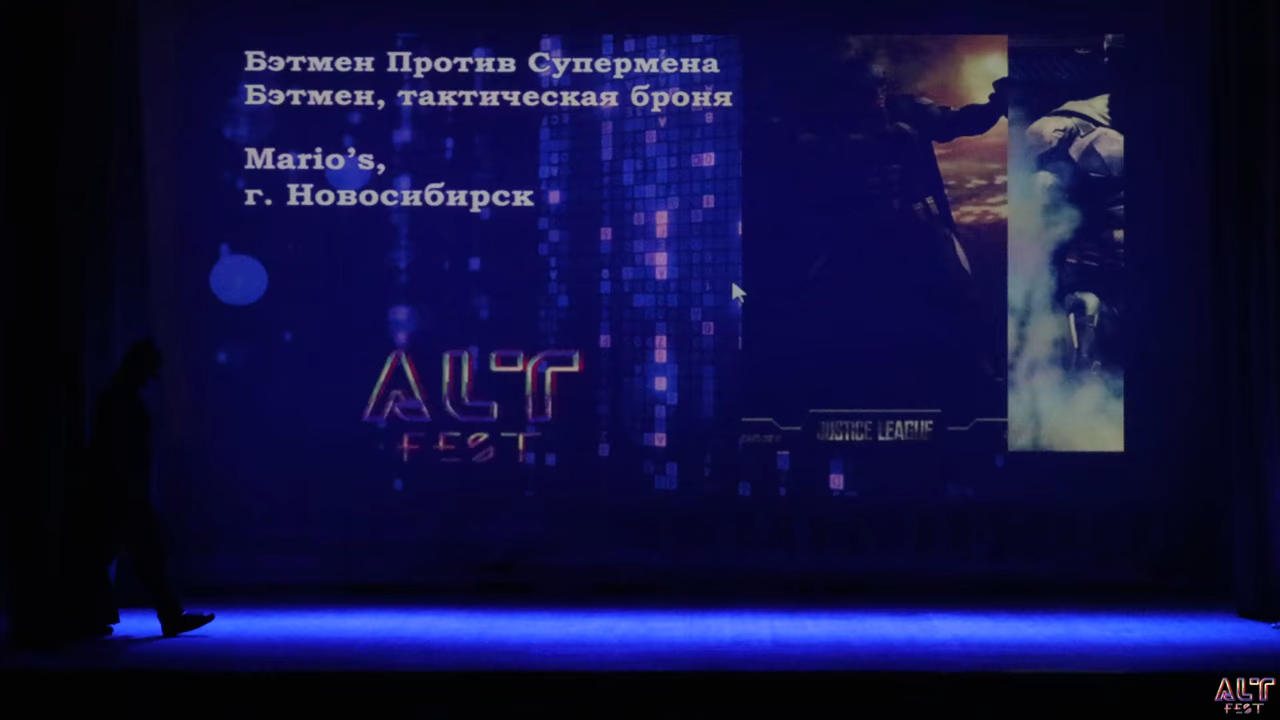 Бэтмен Против Супермена
Бэтмен, тактическая броня
Mario's,
г. Новосибирск
ALT
FEST
JUSTICE LEAGUE
ALT
FEST